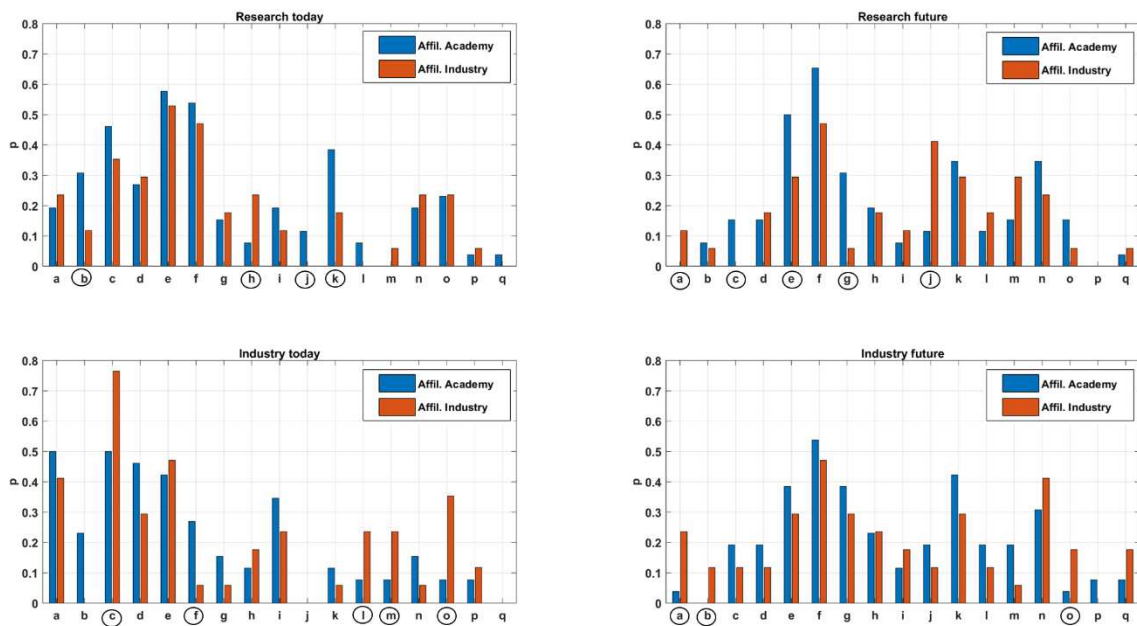 Research today
0.8
0.7
0.6
0.5
0.4
0.3
0.2
0.1
0
p
Affil. Academy
Affil. Industry
a b c d e f g h i j k l m n o p q
Research future
0.8
0.7
0.6
0.5
0.4
0.3
0.2
0.1
0
p
Affil. Academy
Affil. Industry
a b c d e f g h i j k l m n o p q
Industry today
0.8
0.7
0.6
0.5
0.4
0.3
0.2
0.1
0
p
Affil. Academy
Affil. Industry
a b c d e f g h i j k l m n o p q
Industry future
0.8
0.7
0.6
0.5
0.4
0.3
0.2
0.1
0
p
Affil. Academy
Affil. Industry
a b c d e f g h i j k l m n o p q